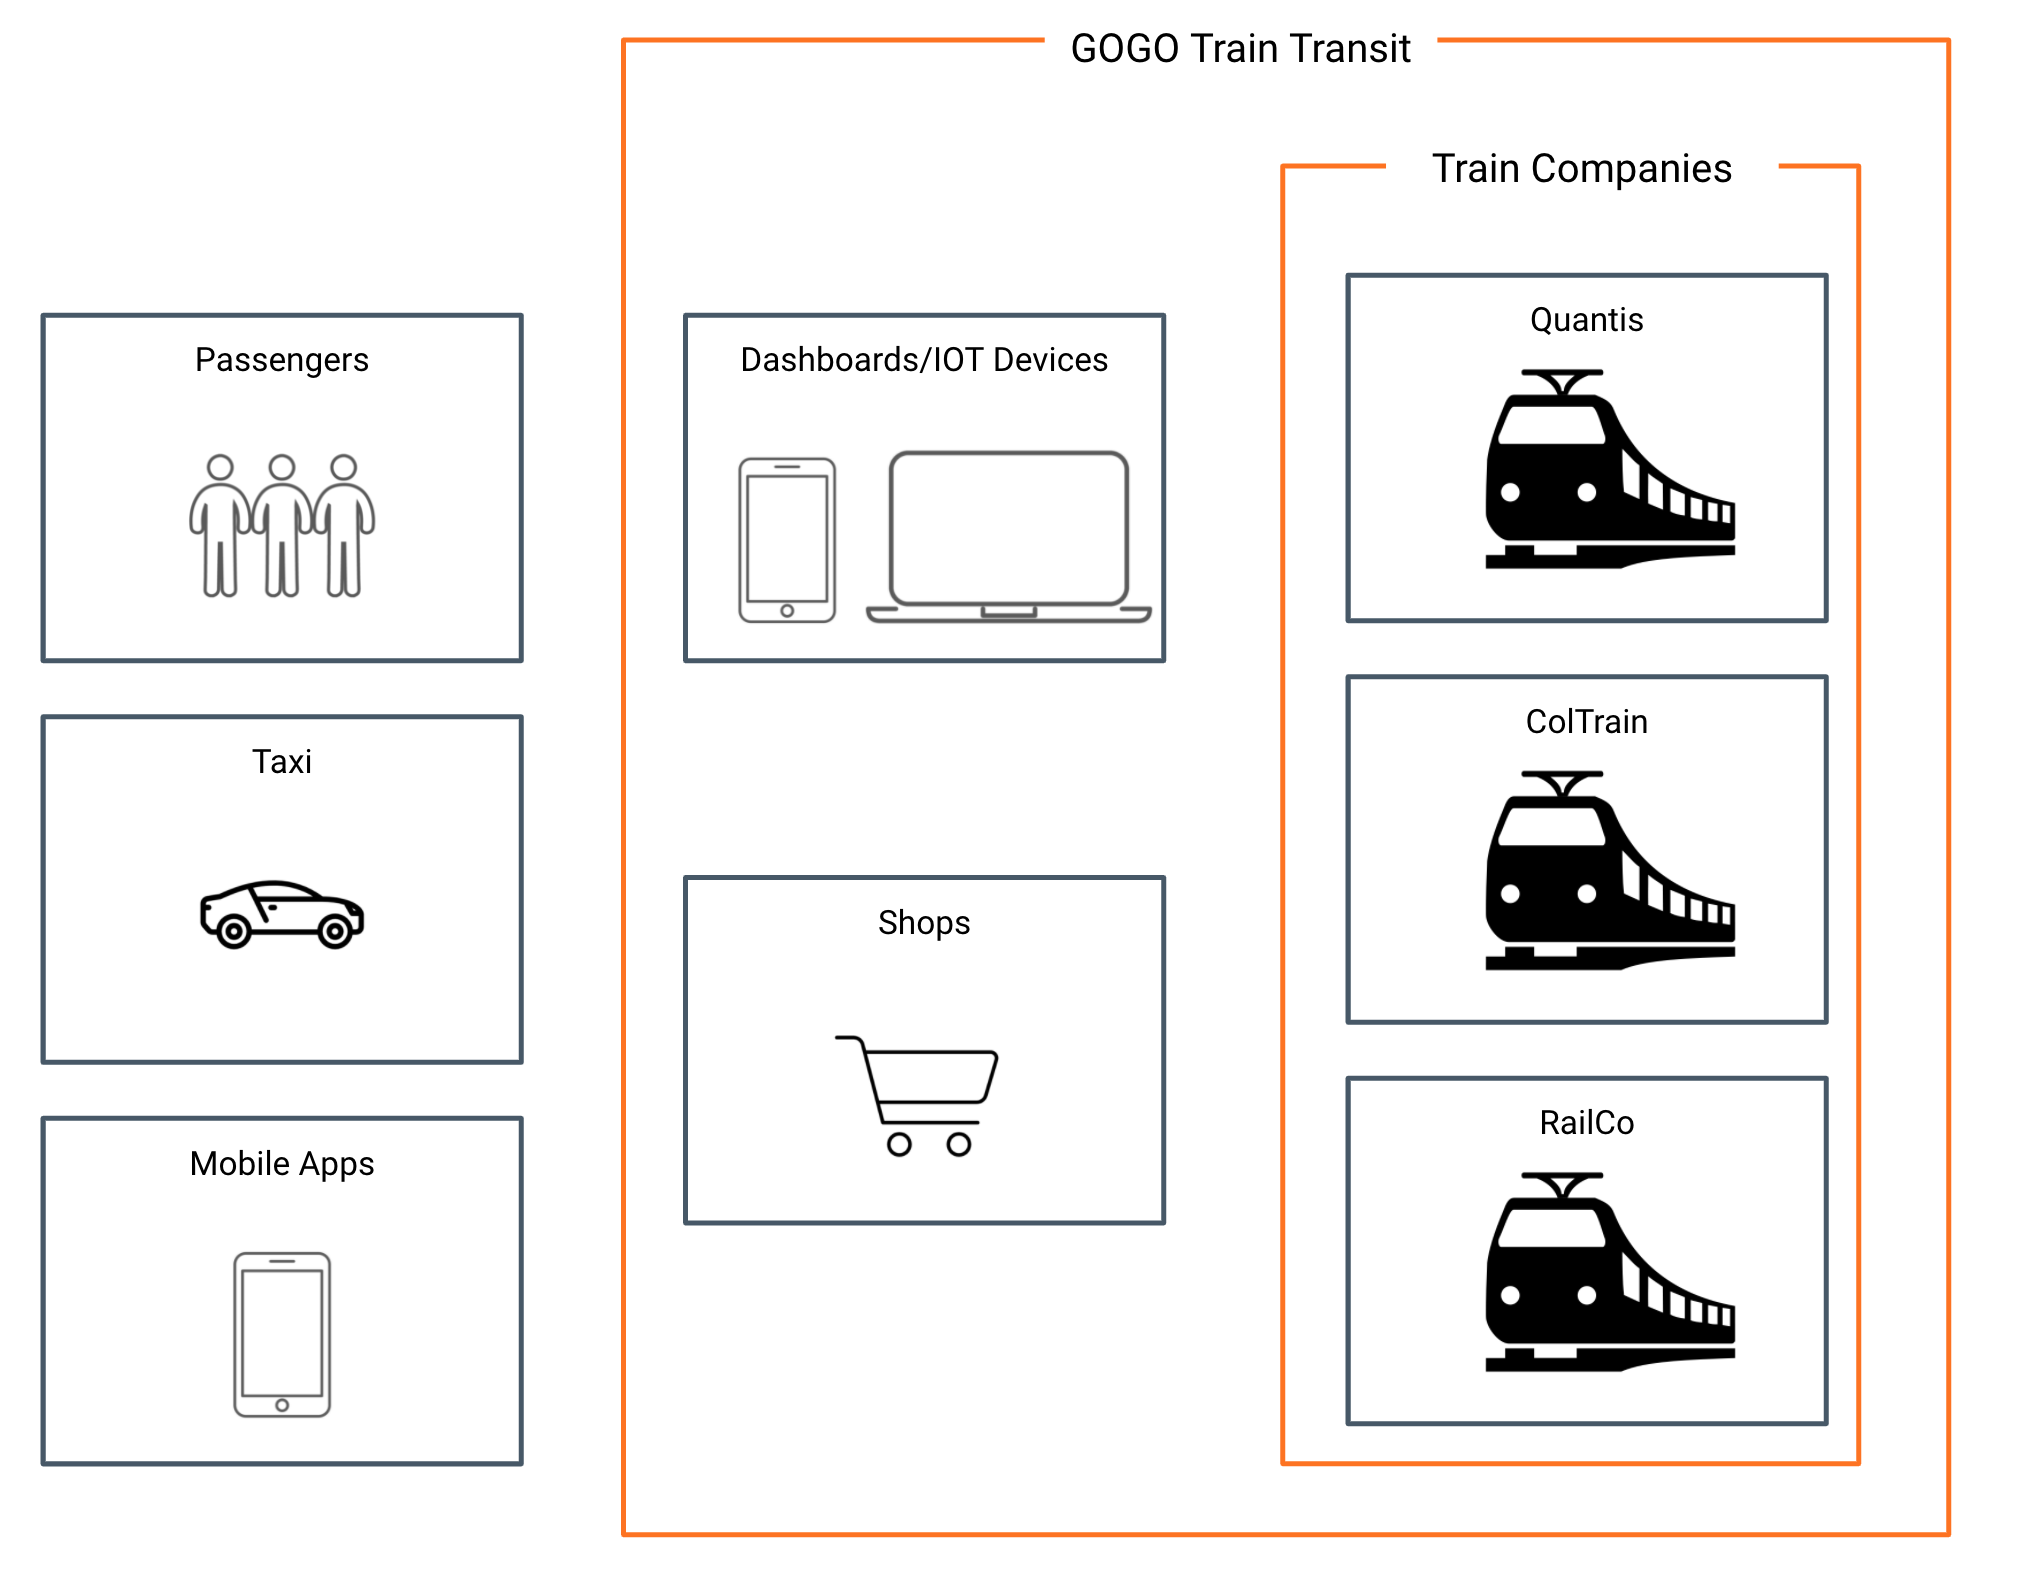 GOGO Train Transit
Train Companies
Passengers
Dashboards/IOT Devices
Quantis
Taxi
ColTrain
Shops
Mobile Apps
RailCo